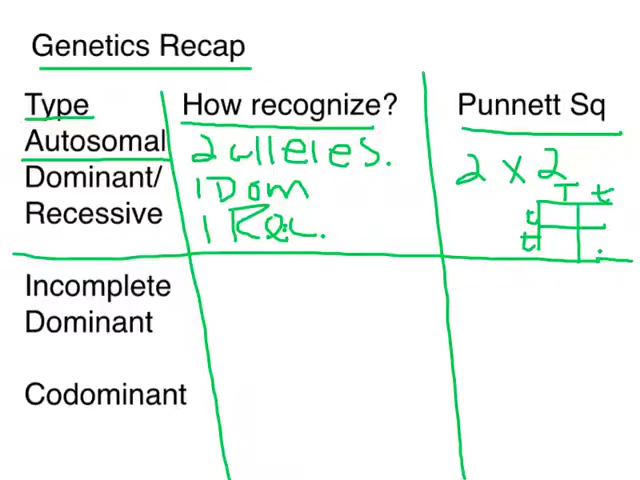 Genetics Recap
Type How recognize? Punnett Sq
Autosomal 2 alleles. 2 x 2
Dominant/ 1 Dom T t
Recessive 1 Rec. t
Incomplete
Dominant
Codominant